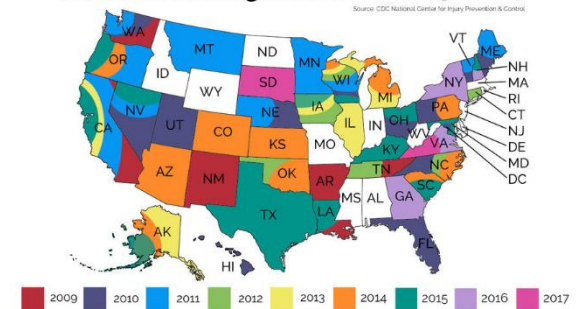 Source: CDC National Center for Injury Prevention & Control
WA
MT
ND
MN
VT
ME
OR
ID
SD
WI
NY
NH
WY
MI
MA
RI
IA
PA
CT
NV
NE
IL
IN
OH
NJ
CA
UT
CO
WV
DE
KS
MO
KY
VA
MD
DC
AZ
NM
OK
AR
TN
NC
SC
TX
LA
MS
AL
GA
AK
HI
FL
2009 2010 2011 2012 2013 2014 2015 2016 2017